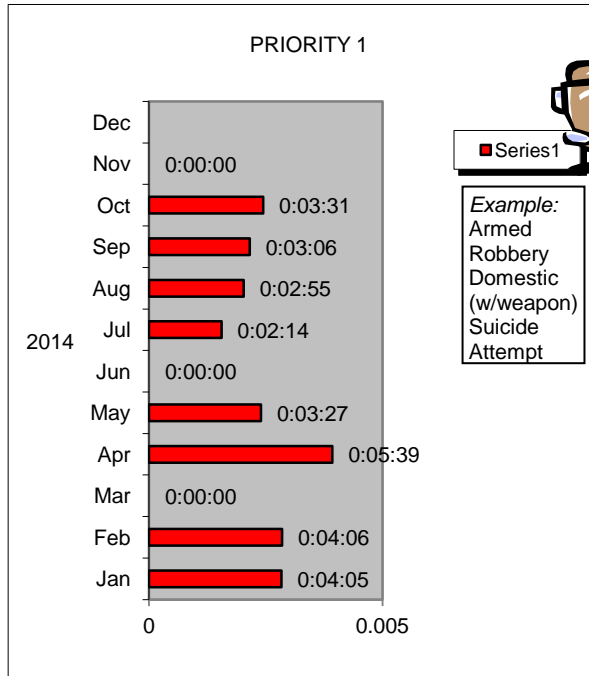 PRIORITY 1
Dec
Nov 0:00:00
Oct 0:03:31
Sep 0:03:06
Aug 0:02:55
Jul 0:02:14
2014
Jun 0:00:00
May 0:03:27
Apr 0:05:39
Mar 0:00:00
Feb 0:04:06
Jan 0:04:05
0 0.005
Series1
Example:
Armed
Robbery
Domestic
(w/weapon)
Suicide
Attempt